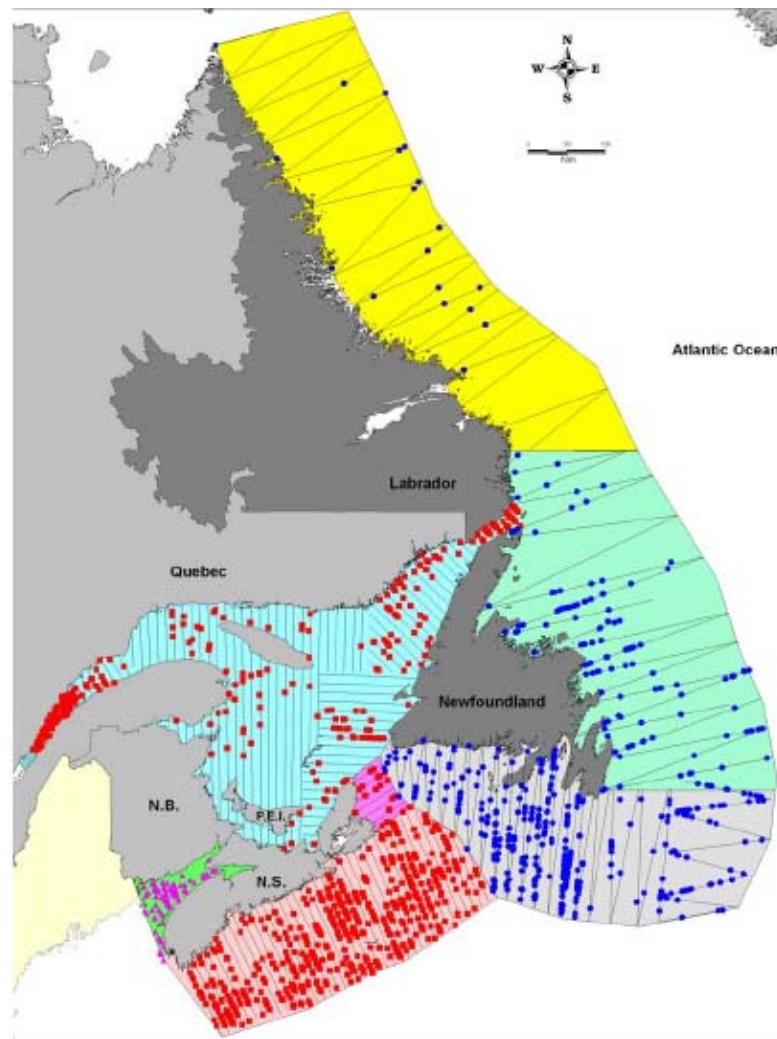 N
W E
S
Atlantic Ocean
Labrador
Quebec
Newfoundland
N.B.
P.E.I.
N.S.